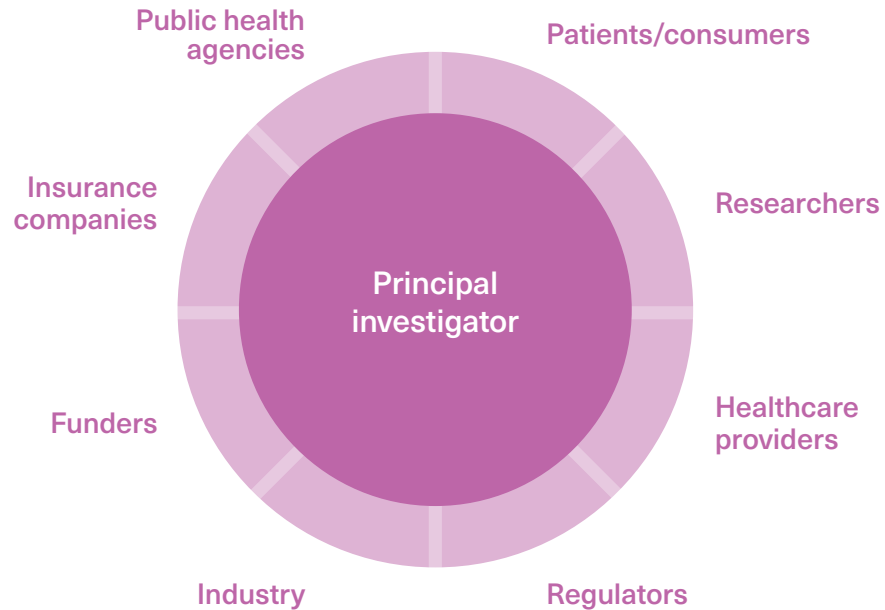 Public health
agencies
Patients/consumers
Insurance
companies
Researchers
Principal
investigator
Funders
Healthcare
providers
Industry
Regulators